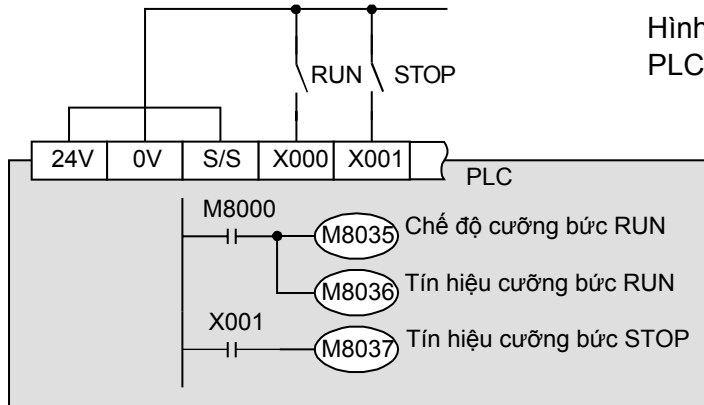 Hình
PLC
RUN STOP
24V 0V S/S X000 X001
PLC
M8000
M8035 Chế độ cưỡng bức RUN
M8036 Tín hiệu cưỡng bức RUN
X001
M8037 Tín hiệu cưỡng bức STOP